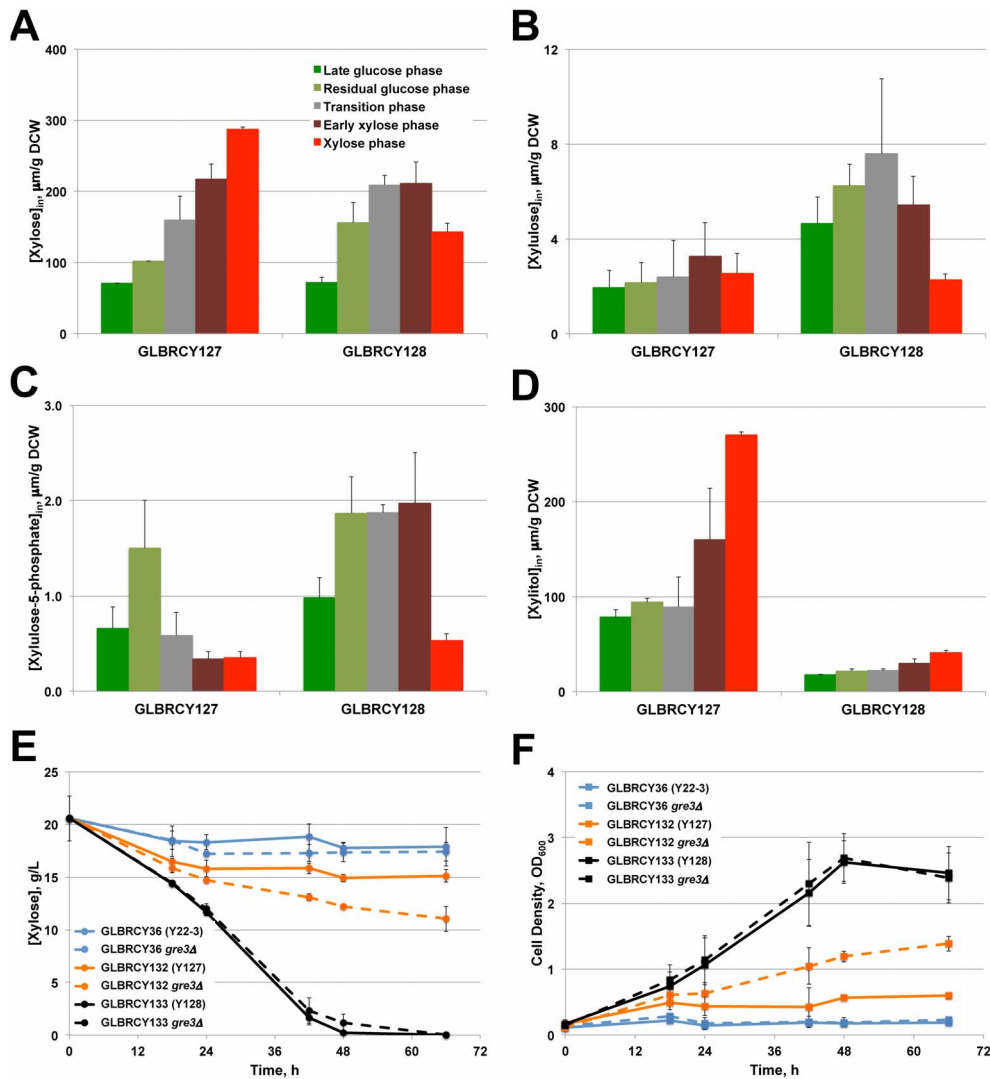 A
[Xylose]in, µm/g DCW
400
300
200
100
0
Late glucose phase
Residual glucose phase
Transition phase
Early xylose phase
Xylose phase
GLBRCY127
GLBRCY128
B
[Xylulose]in, µm/g DCW
12
8
4
0
GLBRCY127
GLBRCY128
C
[Xylulose-5-phosphate]in, µm/g DCW
3.0
2.0
1.0
0.0
GLBRCY127
GLBRCY128
D
[Xylitol]in, µm/g DCW
300
200
100
0
GLBRCY127
GLBRCY128
E
[Xylose], g/L
25
20
15
10
5
0
GLBRCY36 (Y22-3)
GLBRCY36 gre3Δ
GLBRCY132 (Y127)
GLBRCY132 gre3Δ
GLBRCY133 (Y128)
GLBRCY133 gre3Δ
0 12 24 36 48 60 72
Time, h
F
Cell Density, OD600
4
3
2
1
0
GLBRCY36 (Y22-3)
GLBRCY36 gre3Δ
GLBRCY132 (Y127)
GLBRCY132 gre3Δ
GLBRCY133 (Y128)
GLBRCY133 gre3Δ
0 12 24 36 48 60 72
Time, h